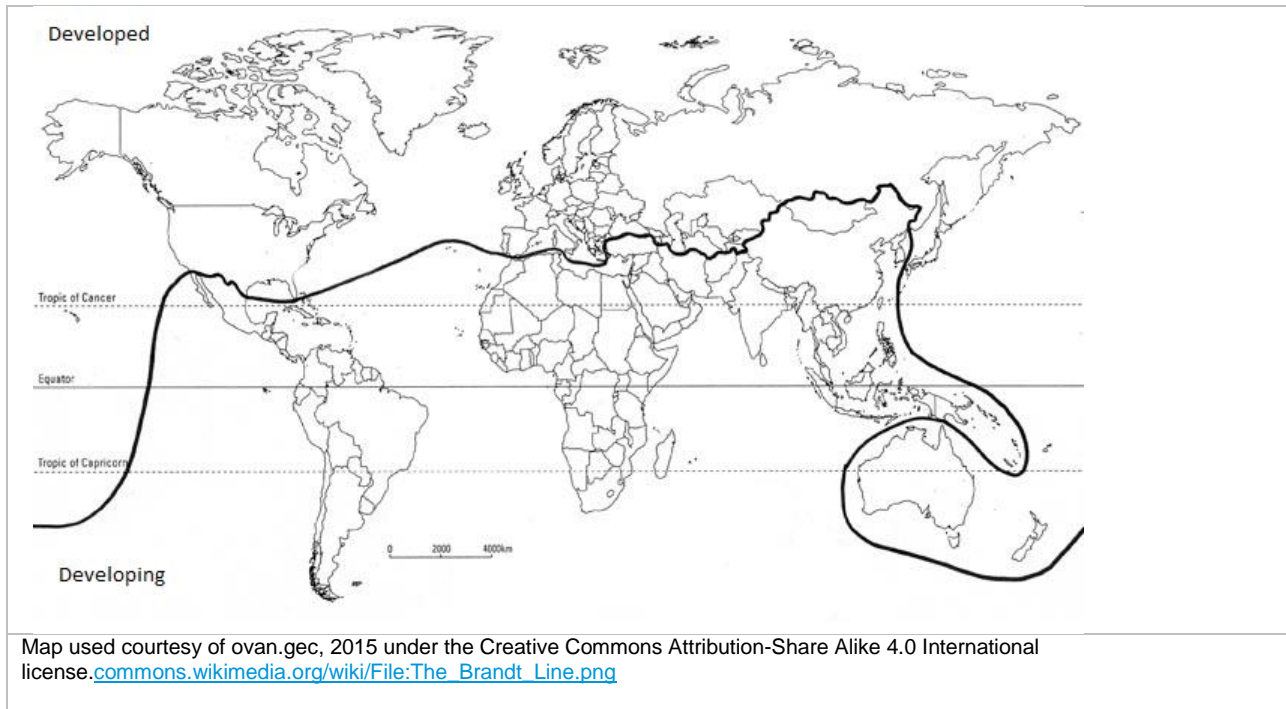 Developed
Tropic of Cancer
Equator
Tropic of Capricorn
0 2000 4000km
Developing
Map used courtesy of ovan.gec, 2015 under the Creative Commons Attribution-Share Alike 4.0 International
license.commons.wikimedia.org/wiki/File:The_Brandt_Line.png